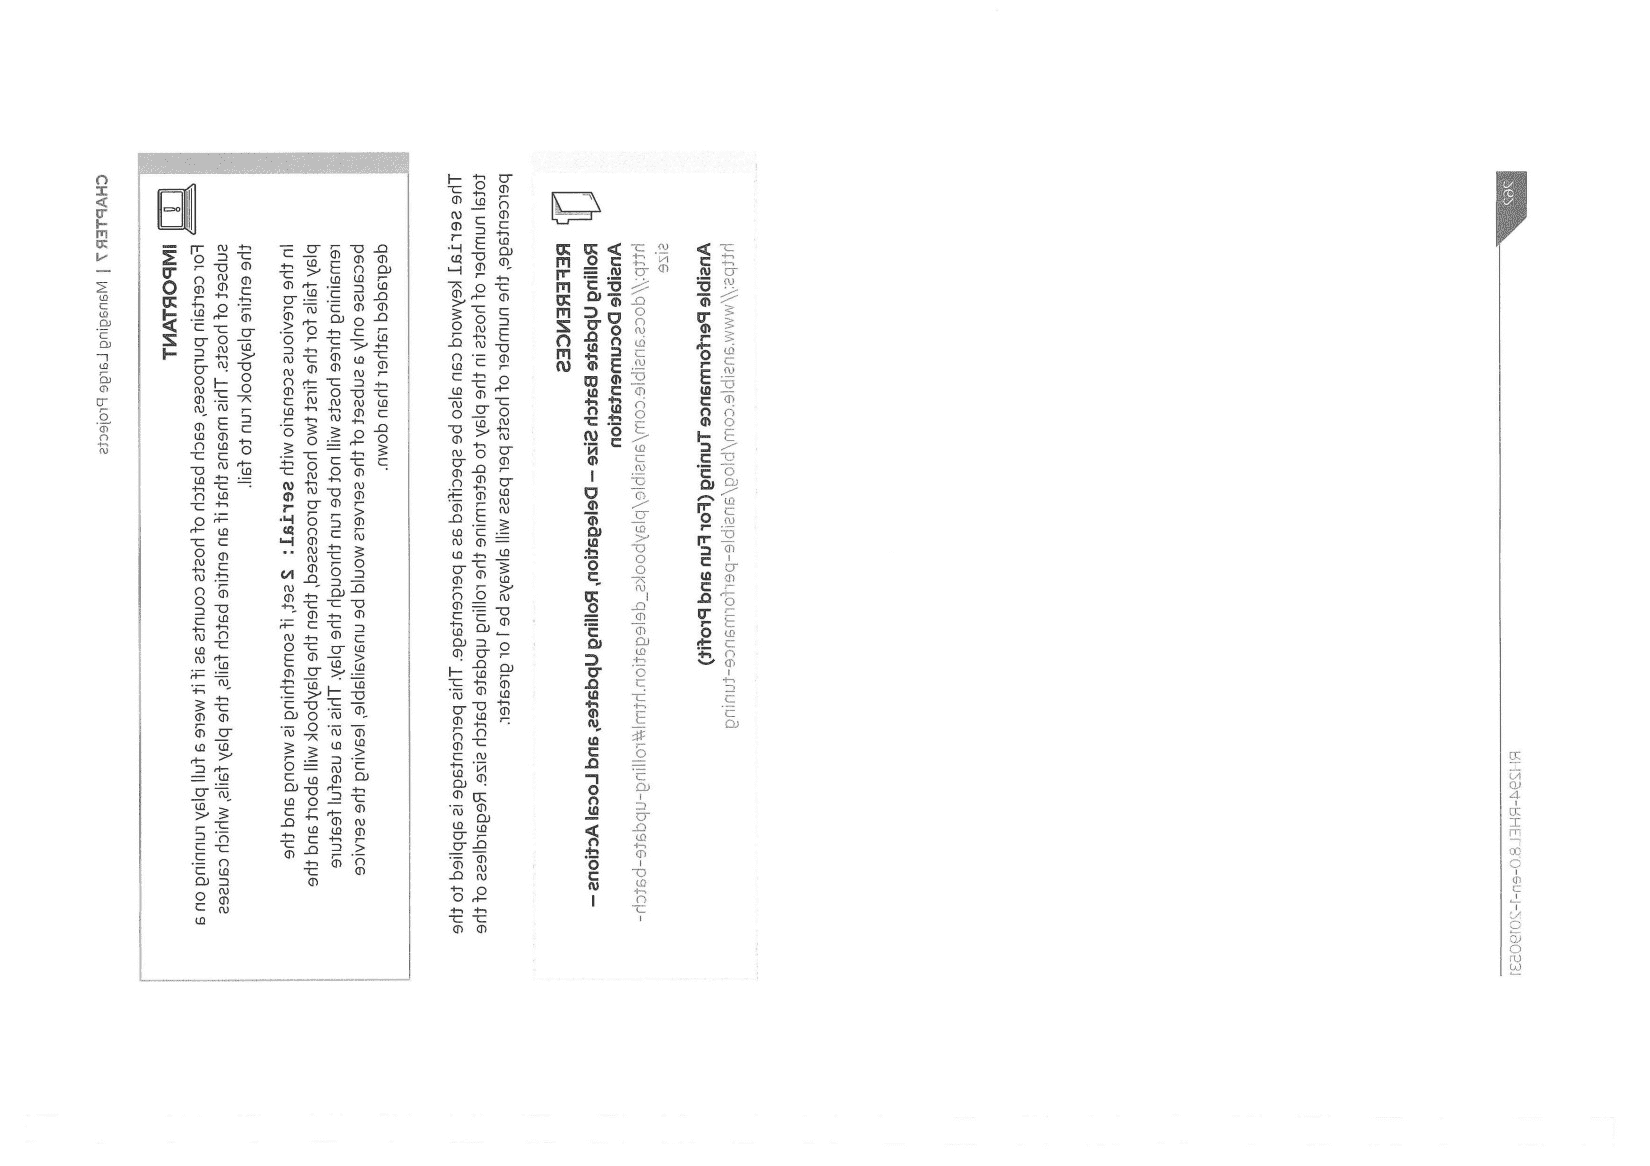 CHAPTER 7 | Managing Large Projects
IMPORTANT
For certain purposes, each batch of hosts counts as if it were a full play running on a
subset of hosts. This means that if an entire batch fails, the play fails, which causes
the entire playbook run to fail.
In the previous scenario with serial: 2 set, if something is wrong and the
play fails for the first two hosts processed, then the playbook will abort and the
remaining three hosts will not be run through the play. This is a useful feature
because only a subset of the servers would be unavailable, leaving the service
degraded rather than down.
The serial keyword can also be specified as a percentage. This percentage is applied to the
total number of hosts in the play to determine the rolling update batch size. Regardless of the
percentage, the number of hosts per pass will always be 1 or greater.
REFERENCES
Rolling Update Batch Size – Delegation, Rolling Updates, and Local Actions –
Ansible Documentation
http://docs.ansible.com/ansible/playbooks_delegation.html#rolling-update-batch-
size
Ansible Performance Tuning (For Fun and Profit)
https://www.ansible.com/blog/ansible-performance-tuning
RH294-RHEL8.0-en-1-20190531